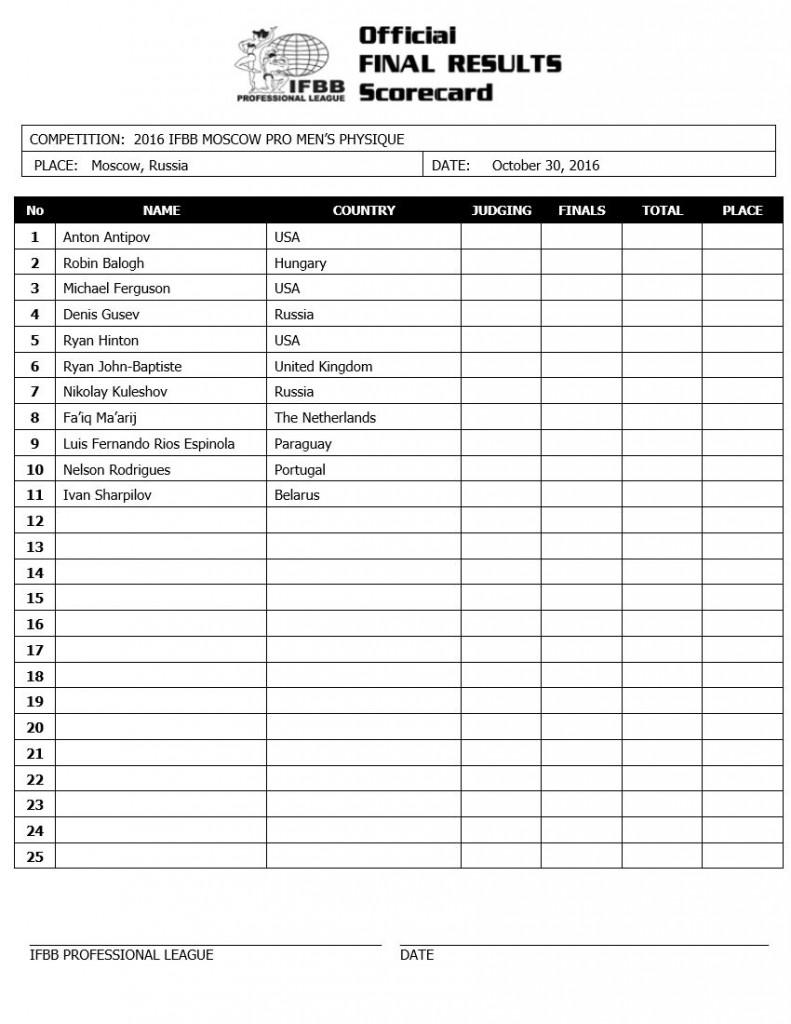 Official
FINAL RESULTS
Scorecard
IFBB
PROFESSIONAL LEAGUE
COMPETITION: 2016 IFBB MOSCOW PRO MEN’S PHYSIQUE
PLACE: Moscow, Russia DATE: October 30, 2016
No NAME COUNTRY JUDGING FINALS TOTAL PLACE
1 Anton Antipov USA
2 Robin Balogh Hungary
3 Michael Ferguson USA
4 Denis Gusev Russia
5 Ryan Hinton USA
6 Ryan John-Baptiste United Kingdom
7 Nikolay Kuleshov Russia
8 Fa’iq Ma’arij The Netherlands
9 Luis Fernando Rios Espinola Paraguay
10 Nelson Rodrigues Portugal
11 Ivan Sharpilov Belarus
12
13
14
15
16
17
18
19
20
21
22
23
24
25
IFBB PROFESSIONAL LEAGUE DATE